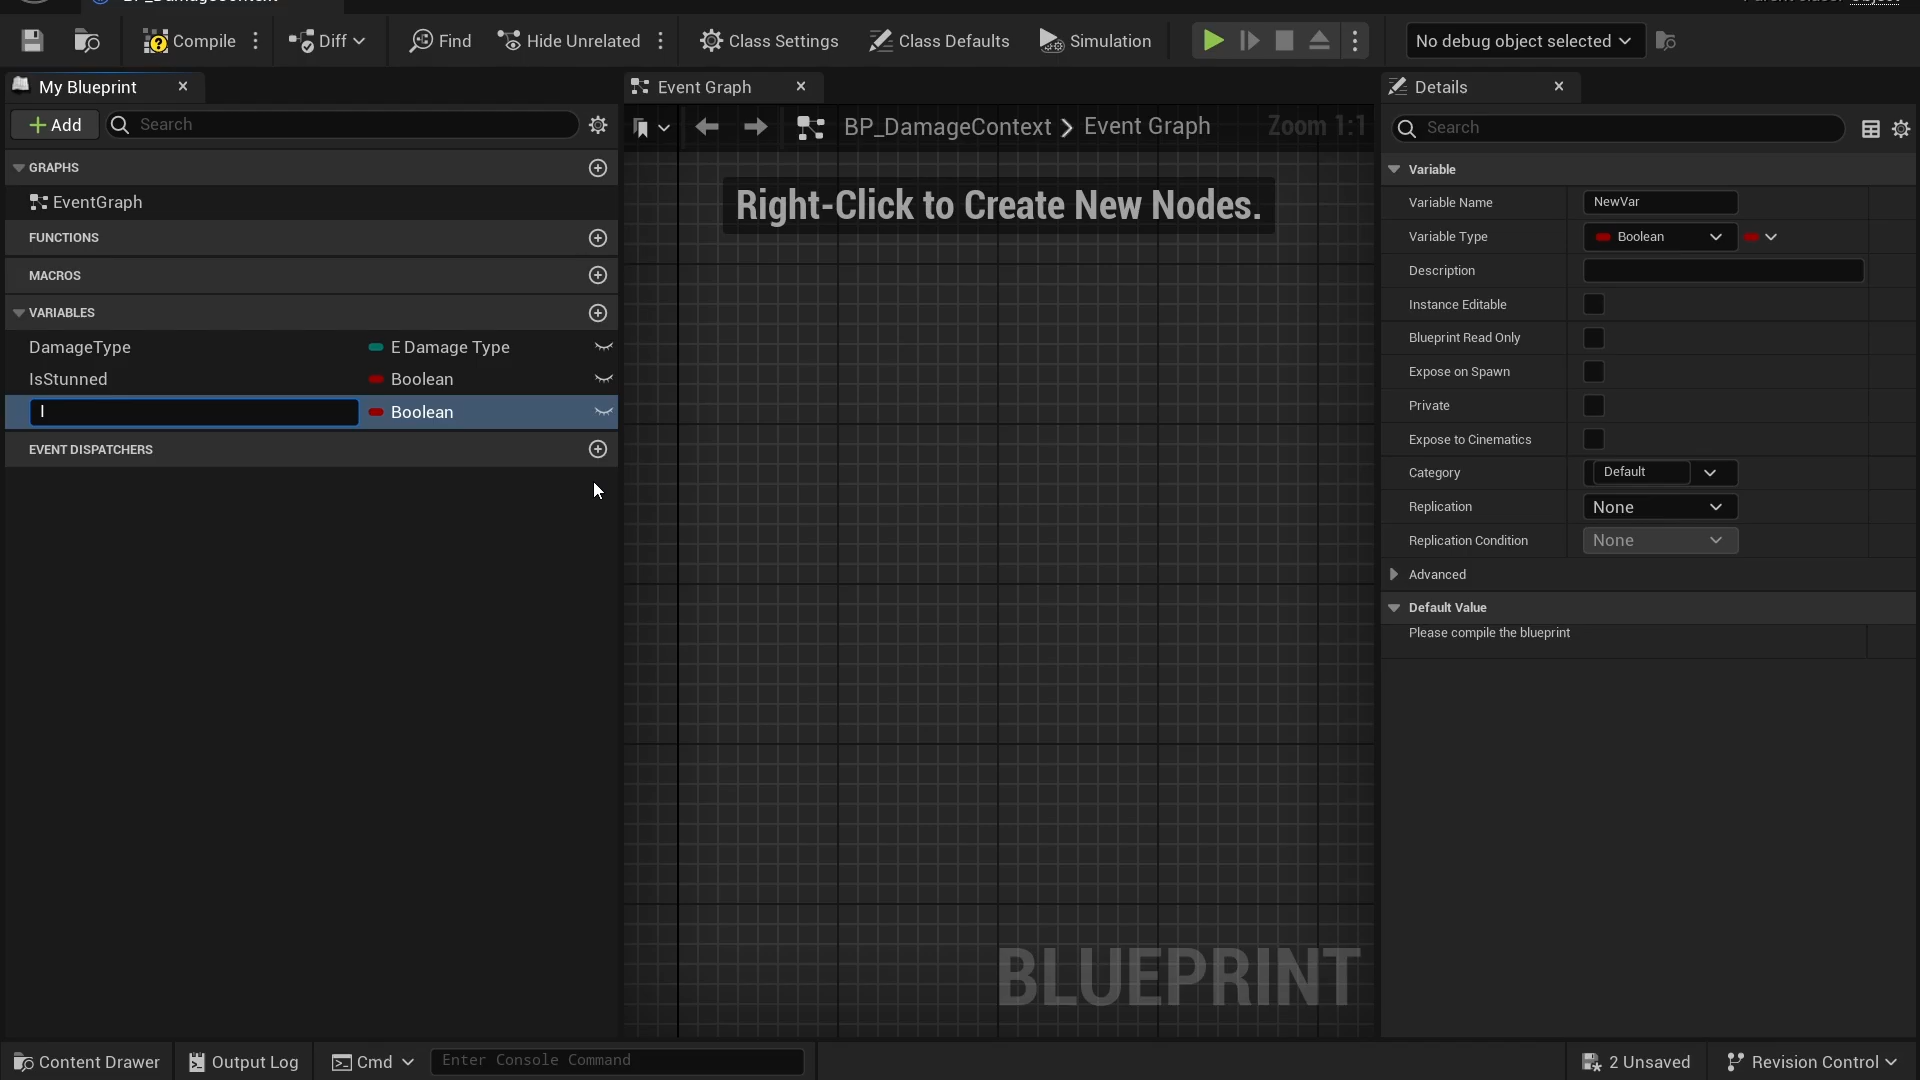 Compile
Diff
Find
Hide Unrelated
Class Settings
Class Defaults
Simulation
No debug object selected
My Blueprint
Event Graph
Details
Add
Search
BP_DamageContext > Event Graph
Zoom 1:1
Search
GRAPHS
EventGraph
FUNCTIONS
MACROS
VARIABLES
DamageType
E Damage Type
IsStunned
Boolean
I
Boolean
EVENT DISPATCHERS
Right-Click to Create New Nodes.
BLUEPRINT
Variable
Variable Name
NewVar
Variable Type
Boolean
Description
Instance Editable
Blueprint Read Only
Expose on Spawn
Private
Expose to Cinematics
Category
Default
Replication
None
Replication Condition
None
Advanced
Default Value
Please compile the blueprint
Content Drawer
Output Log
Cmd
Enter Console Command
2 Unsaved
Revision Control